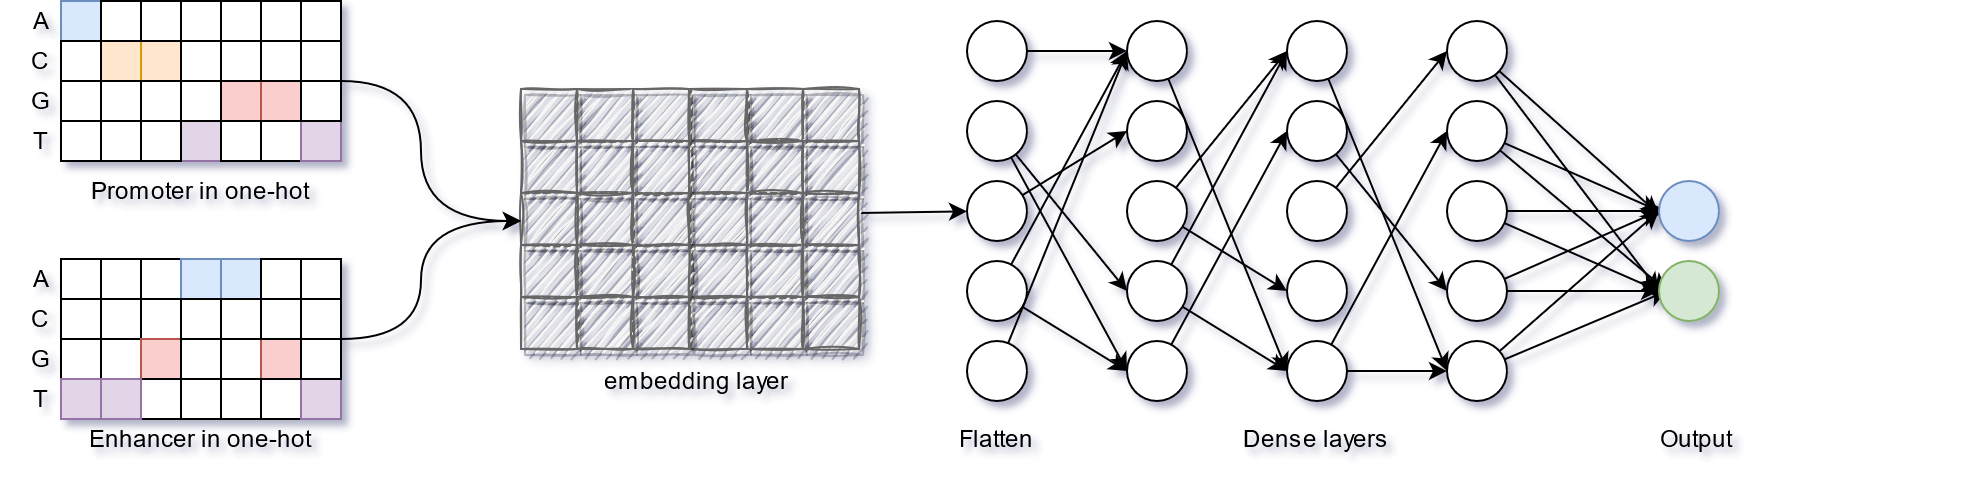 A
C
G
T
Promoter in one-hot
A
C
G
T
Enhancer in one-hot
embedding layer
Flatten
Dense layers
Output